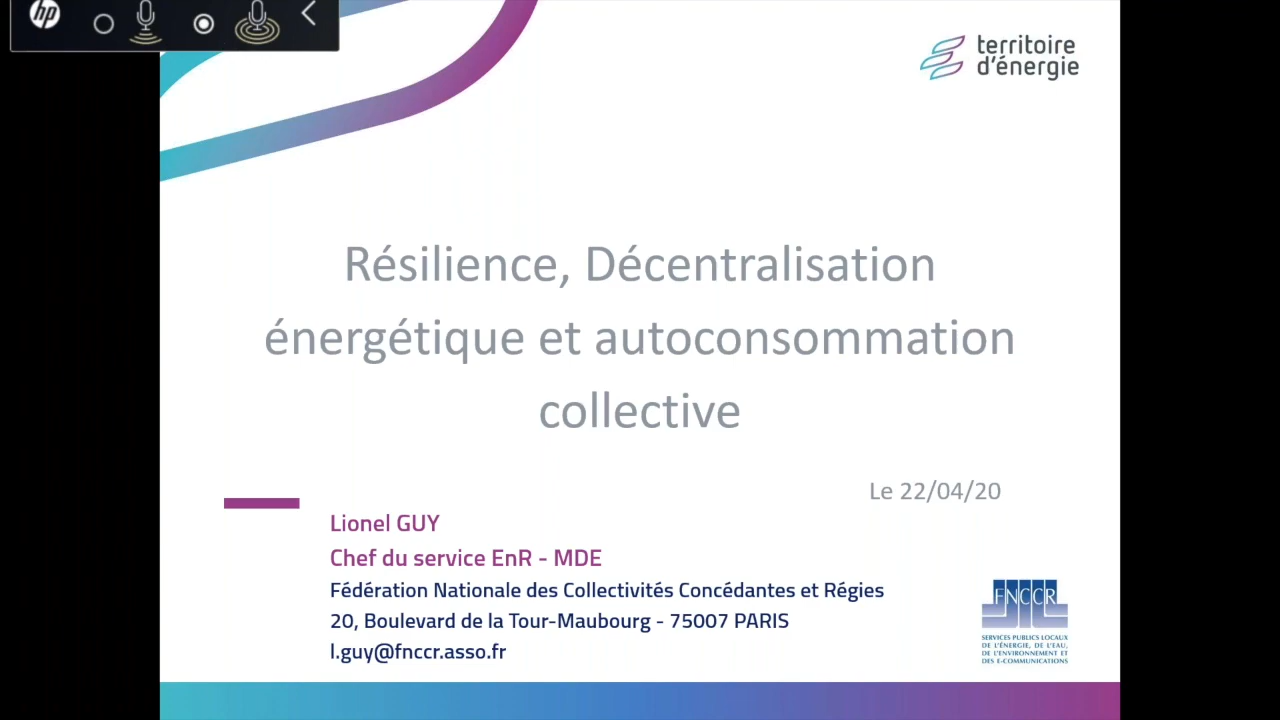 hp
territoire
d'énergie
Résilience, Décentralisation
énergétique et autoconsommation
collective
Le 22/04/20
Lionel GUY
Chef du service EnR - MDE
Fédération Nationale des Collectivités Concédantes et Régies
20, Boulevard de la Tour-Maubourg - 75007 PARIS
l.guy@fnccr.asso.fr
FNCCR
SERVICES PUBLICS LOCAUX
DE L'ÉNERGIE, DE L'EAU,
DE L'ENVIRONNEMENT ET
DES E-COMMUNICATIONS